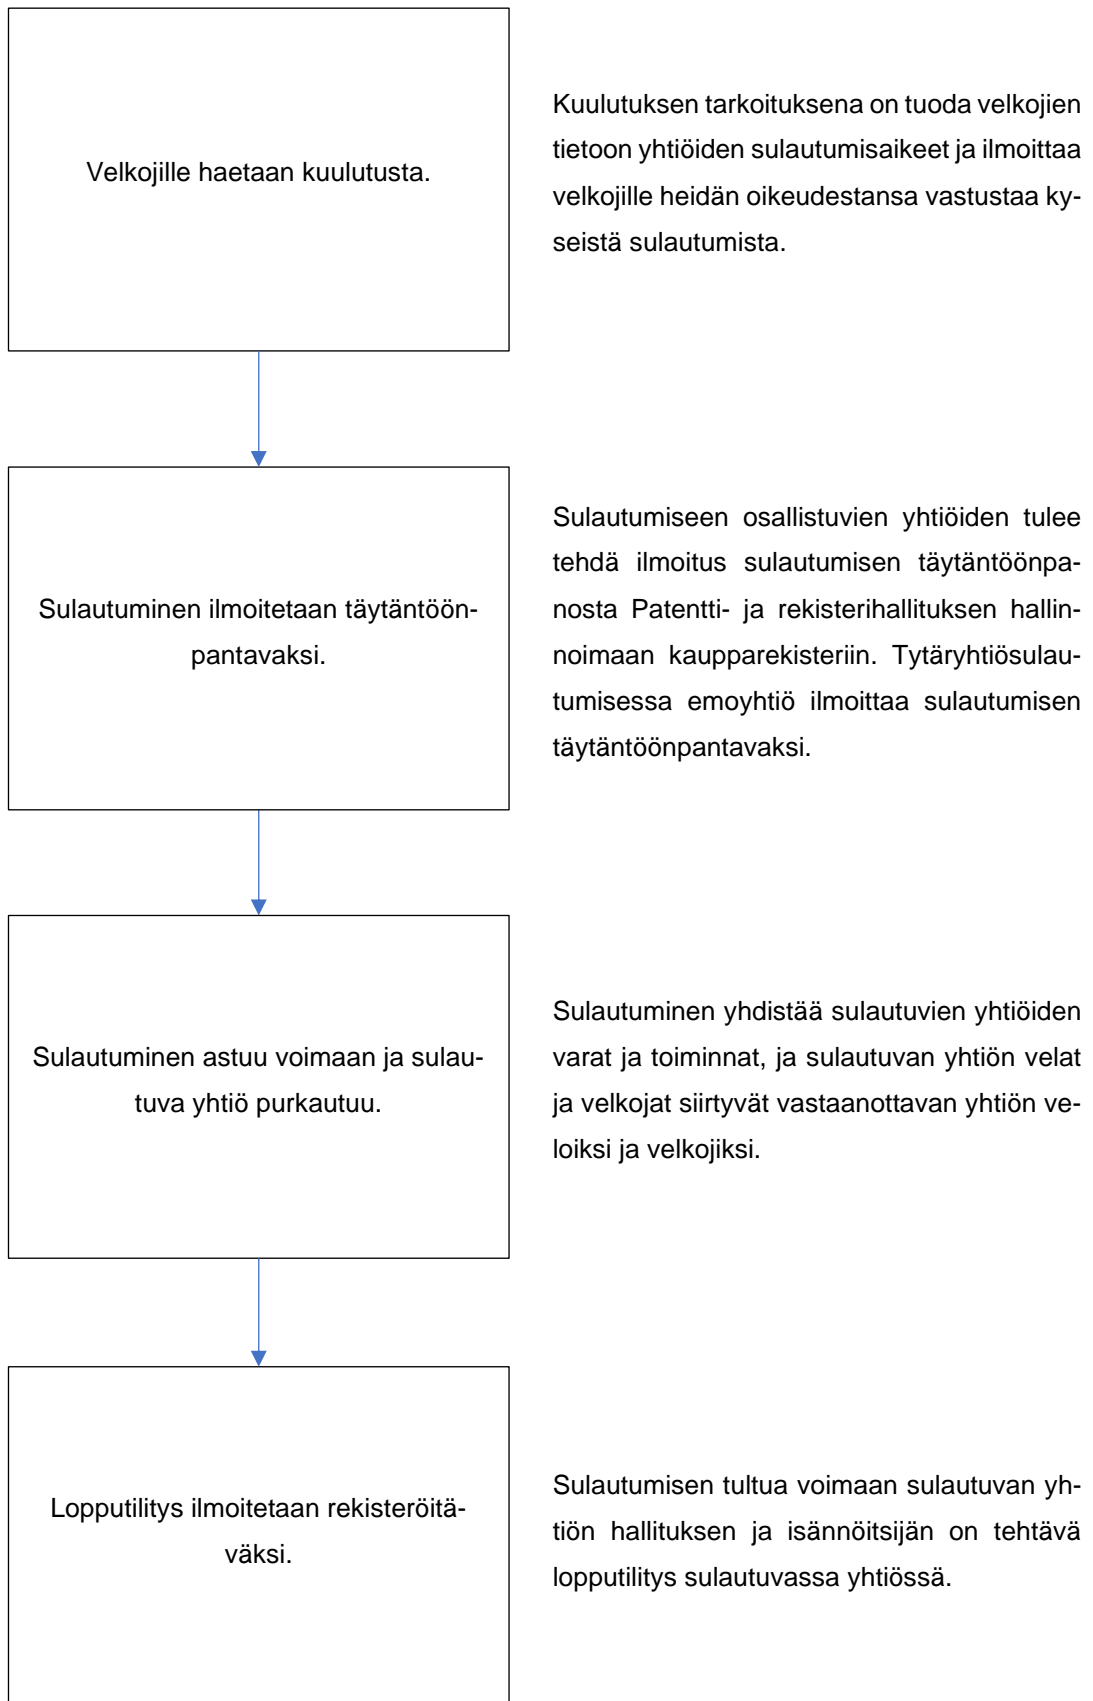 Velkojille haetaan kuulutusta.
Kuulutuksen tarkoituksena on tuoda velkojien
tietoon yhtiöiden sulautumisaikeet ja ilmoittaa
velkojille heidän oikeudestansa vastustaa ky-
seistä sulautumista.
Sulautuminen ilmoitetaan täytäntöön-
pantavaksi.
Sulautumiseen osallistuvien yhtiöiden tulee
tehdä ilmoitus sulautumisen täytäntöönpa-
nosta Patentti- ja rekisterihallituksen hallin-
noimaan kaupparekisteriin. Tytäryhtiösulau-
tumisessa emoyhtiö ilmoittaa sulautumisen
täytäntöönpantavaksi.
Sulautuminen astuu voimaan ja sulau-
tuva yhtiö purkautuu.
Sulautuminen yhdistää sulautuvien yhtiöiden
varat ja toiminnat, ja sulautuvan yhtiön velat
ja velkojat siirtyvät vastaanottavan yhtiön ve-
loiksi ja velkojiksi.
Lopputilitys ilmoitetaan rekisteröitä-
väksi.
Sulautumisen tultua voimaan sulautuvan yh-
tiön hallituksen ja isännöitsijän on tehtävä
lopputilitys sulautuvassa yhtiössä.